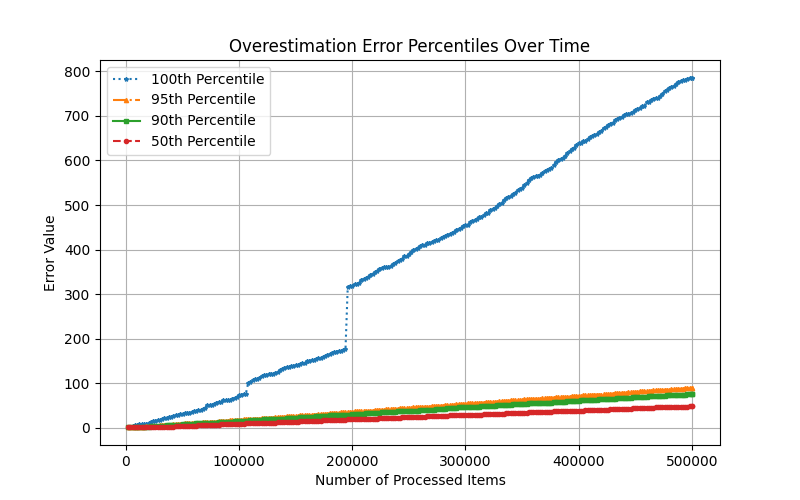 Overestimation Error Percentiles Over Time
100th Percentile
95th Percentile
90th Percentile
50th Percentile
800
700
600
500
400
300
200
100
0
Error Value
0 100000 200000 300000 400000 500000
Number of Processed Items